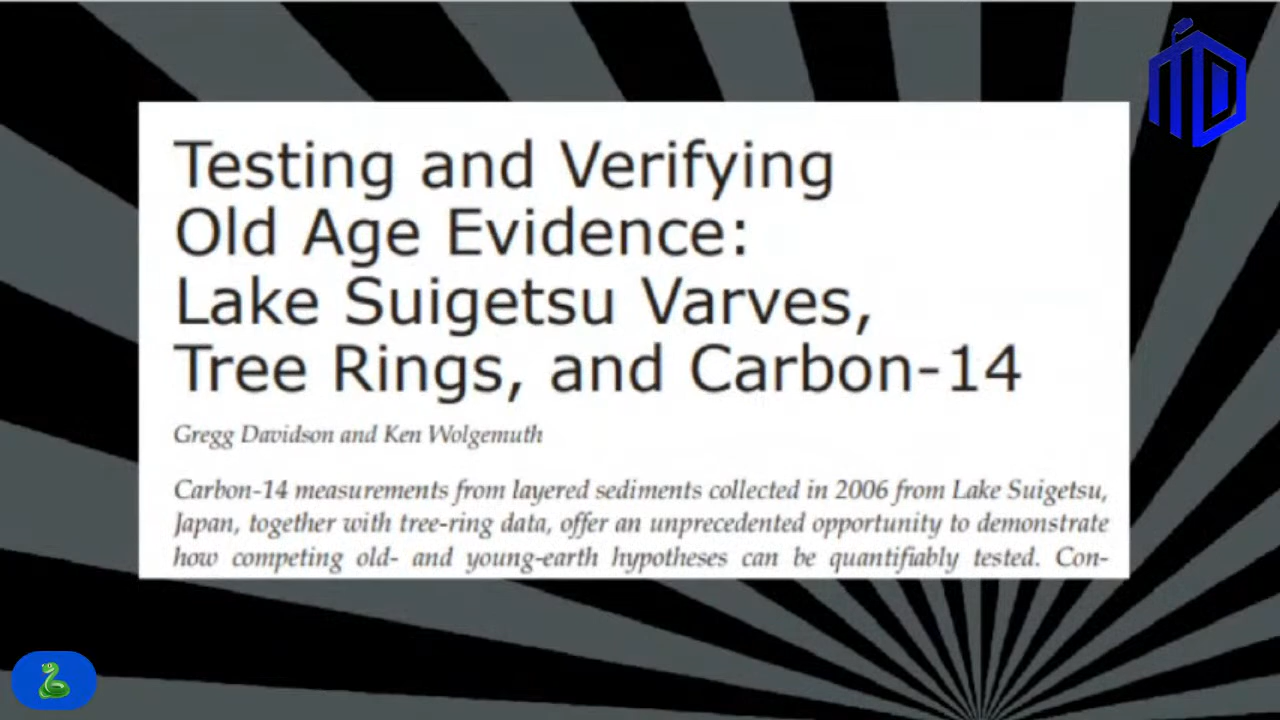 Testing and Verifying
Old Age Evidence:
Lake Suigetsu Varves,
Tree Rings, and Carbon-14
Gregg Davidson and Ken Wolgemuth
Carbon-14 measurements from layered sediments collected in 2006 from Lake Suigetsu,
Japan, together with tree-ring data, offer an unprecedented opportunity to demonstrate
how competing old- and young-earth hypotheses can be quantifiably tested. Con-